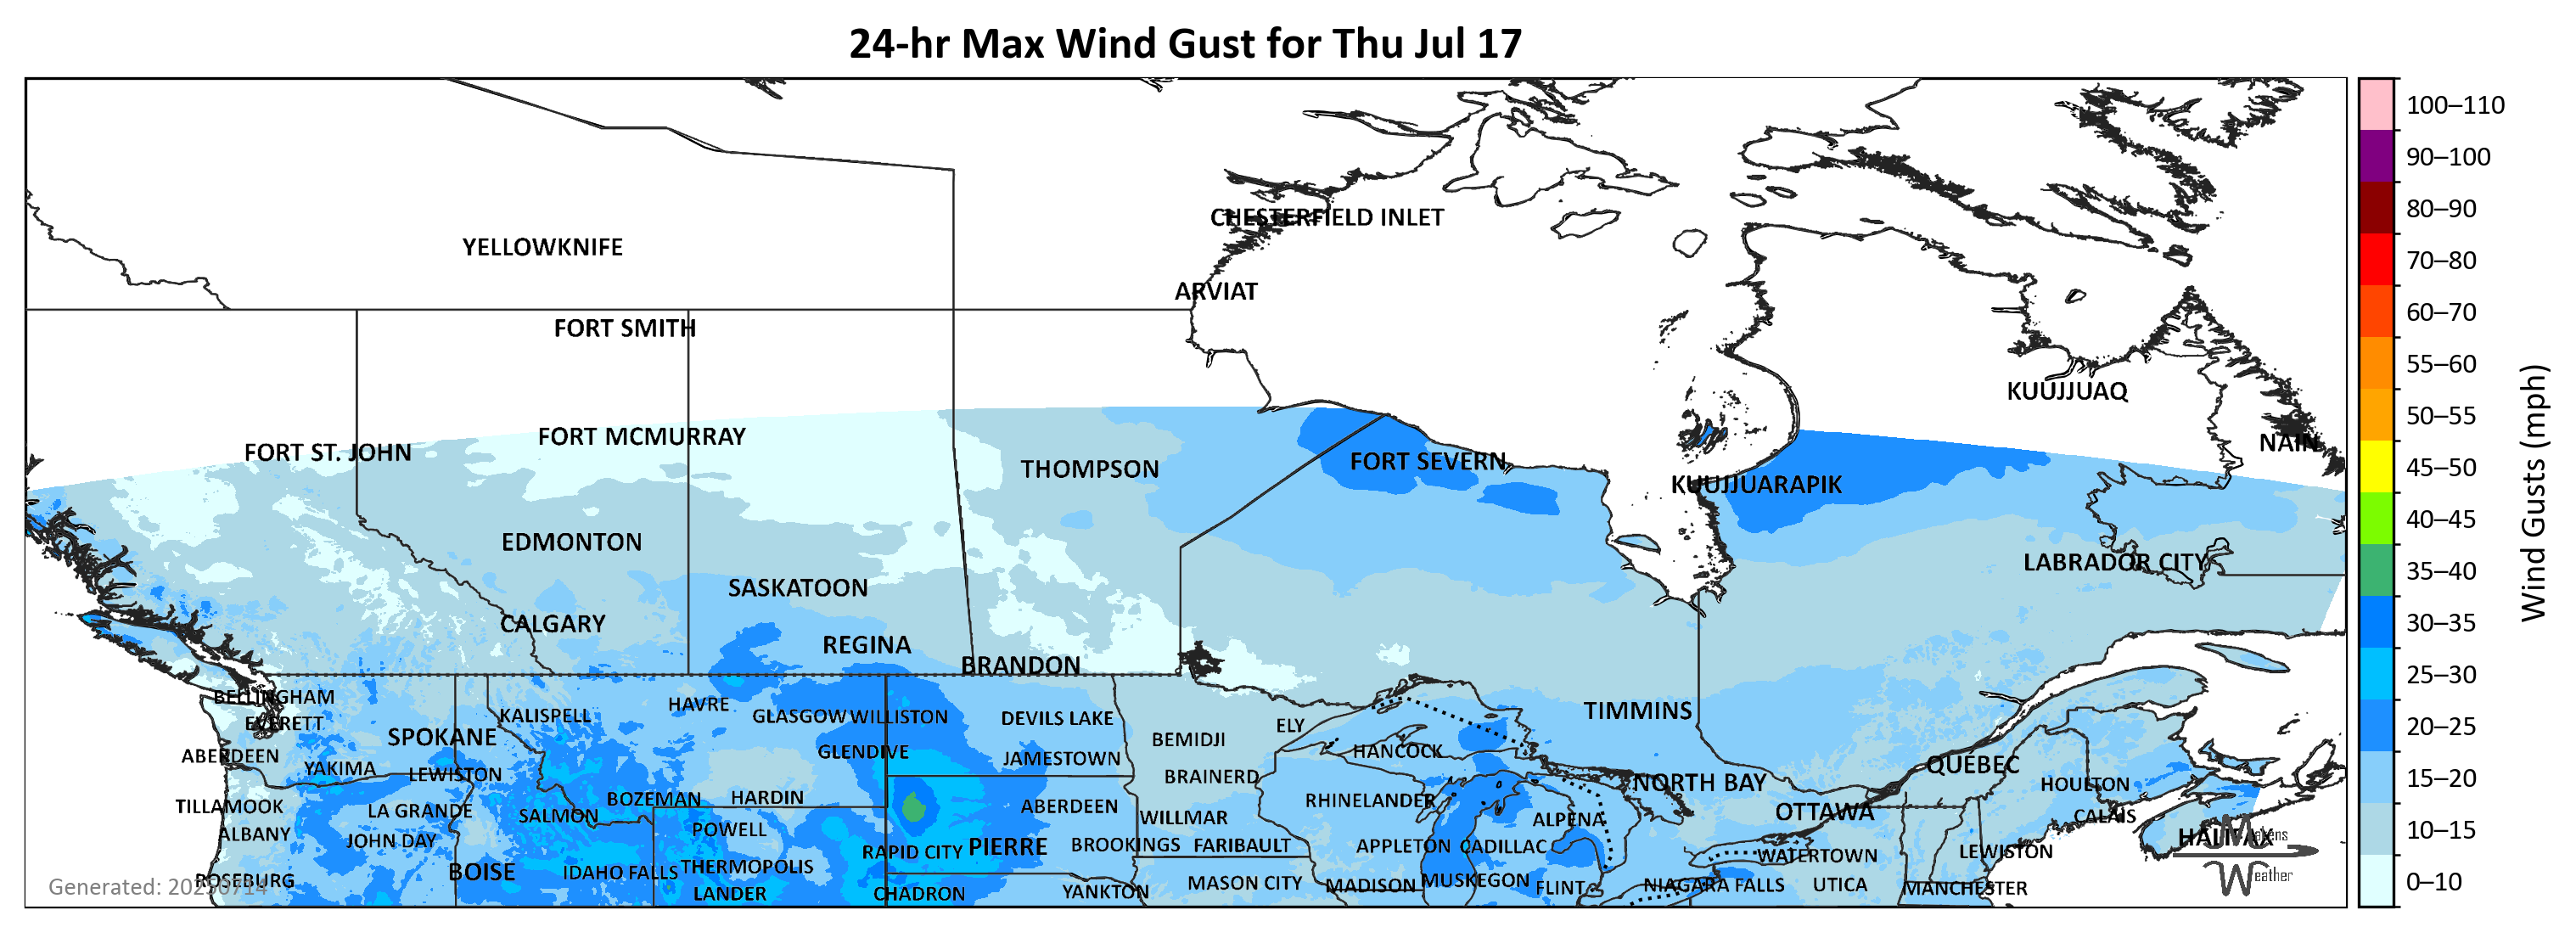 24-hr Max Wind Gust for Thu Jul 17
100–110
90–100
80–90
70–80
60–70
55–60
50–55
45–50
40–45
35–40
30–35
25–30
20–25
15–20
10–15
0–10
Wind Gusts (mph)
CHESTERFIELD INLET
YELLOWKNIFE
ARVIAT
FORT SMITH
KUUJJUAQ
FORT MCMURRAY
NAIN
FORT ST. JOHN
FORT SEVERN
THOMPSON
KUUJJUARAPIK
EDMONTON
LABRADOR CITY
SASKATOON
CALGARY
REGINA
BRANDON
BELLINGHAM
HAVRE
KALISPELL
GLASGOW
WILLISTON
DEVILS LAKE
TIMMINS
EVERETT
ELY
SPOKANE
BEMIDJI
GLENDIVE
HANCOCK
ABERDEEN
JAMESTOWN
QUÉBEC
YAKIMA
LEWISTON
BRAINERD
NORTH BAY
HOULTON
BOZEMAN
HARDIN
RHINELANDER
TILLAMOOK
LA GRANDE
ABERDEEN
OTTAWA
SALMON
WILLMAR
ALPENA
CALAIS
POWELL
ALBANY
HALIFAX
JOHN DAY
RAPID CITY
PIERRE
BROOKINGS
FARIBAULT
APPLETON
CADILLAC
LEWISTON
WATERTOWN
THERMOPOLIS
BOISE
IDAHO FALLS
ROSEBURG
MASON CITY
MADISON
MUSKEGON
FLINT
NIAGARA FALLS
UTICA
MANCHESTER
LANDER
CHADRON
YANKTON
Generated: 20250714
Makens
Weather